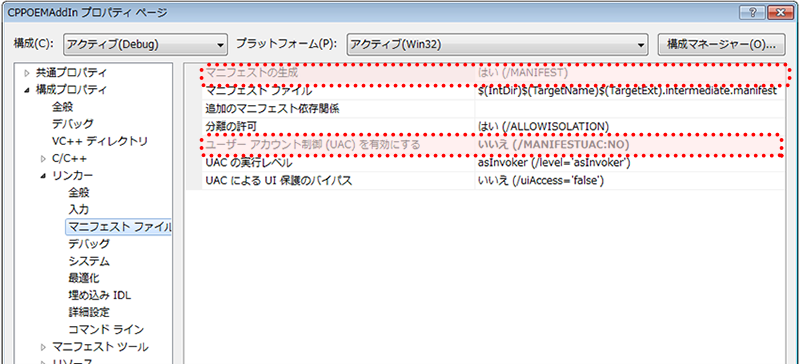 CPPOEMAddIn プロパティ ページ
構成(C): アクティブ(Debug) プラットフォーム(P): アクティブ(Win32) 構成マネージャー(O)...
共通プロパティ
構成プロパティ
全般
デバッグ
VC++ ディレクトリ
C/C++
リンカー
全般
入力
マニフェスト ファイル
デバッグ
システム
最適化
埋め込み IDL
詳細設定
コマンド ライン
マニフェスト ツール
リソース
マニフェストの生成 はい (/MANIFEST)
マニフェスト ファイル $(IntDir)$(TargetName)$(TargetExt).intermediate.manifest
追加のマニフェスト依存関係
分離の許可 はい (/ALLOWISOLATION)
ユーザー アカウント制御 (UAC) を有効にする いいえ (/MANIFESTUAC:NO)
UAC の実行レベル asInvoker (/level='asInvoker')
UAC による UI 保護のバイパス いいえ (/uiAccess='false')